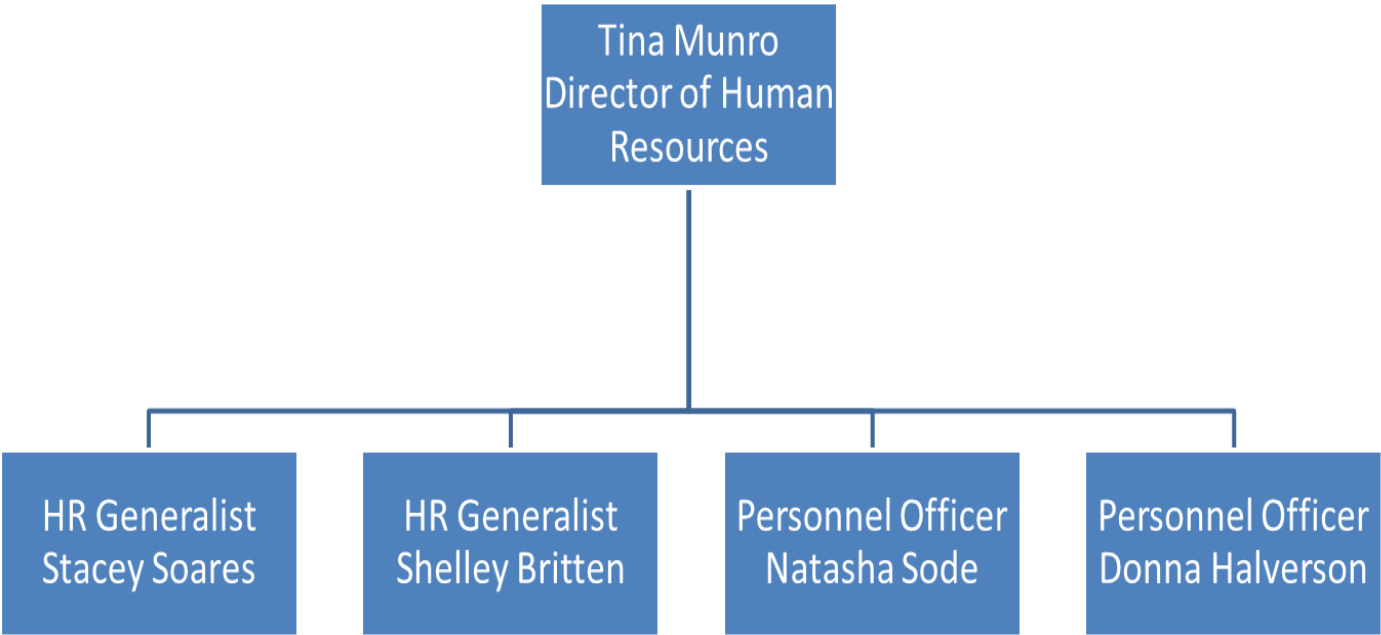 Tina Munro
Director of Human
Resources
HR Generalist
Stacey Soares
HR Generalist
Shelley Britten
Personnel Officer
Natasha Sode
Personnel Officer
Donna Halverson